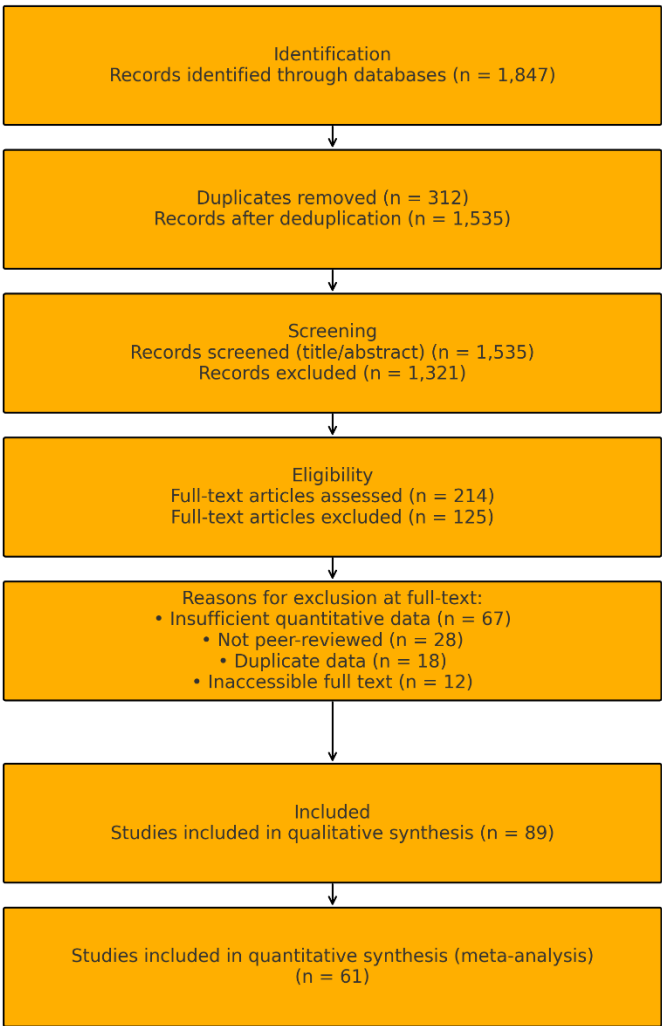 Identification
Records identified through databases (n = 1,847)
Duplicates removed (n = 312)
Records after deduplication (n = 1,535)
Screening
Records screened (title/abstract) (n = 1,535)
Records excluded (n = 1,321)
Eligibility
Full-text articles assessed (n = 214)
Full-text articles excluded (n = 125)
Reasons for exclusion at full-text:
• Insufficient quantitative data (n = 67)
• Not peer-reviewed (n = 28)
• Duplicate data (n = 18)
• Inaccessible full text (n = 12)
Included
Studies included in qualitative synthesis (n = 89)
Studies included in quantitative synthesis (meta-analysis)
(n = 61)